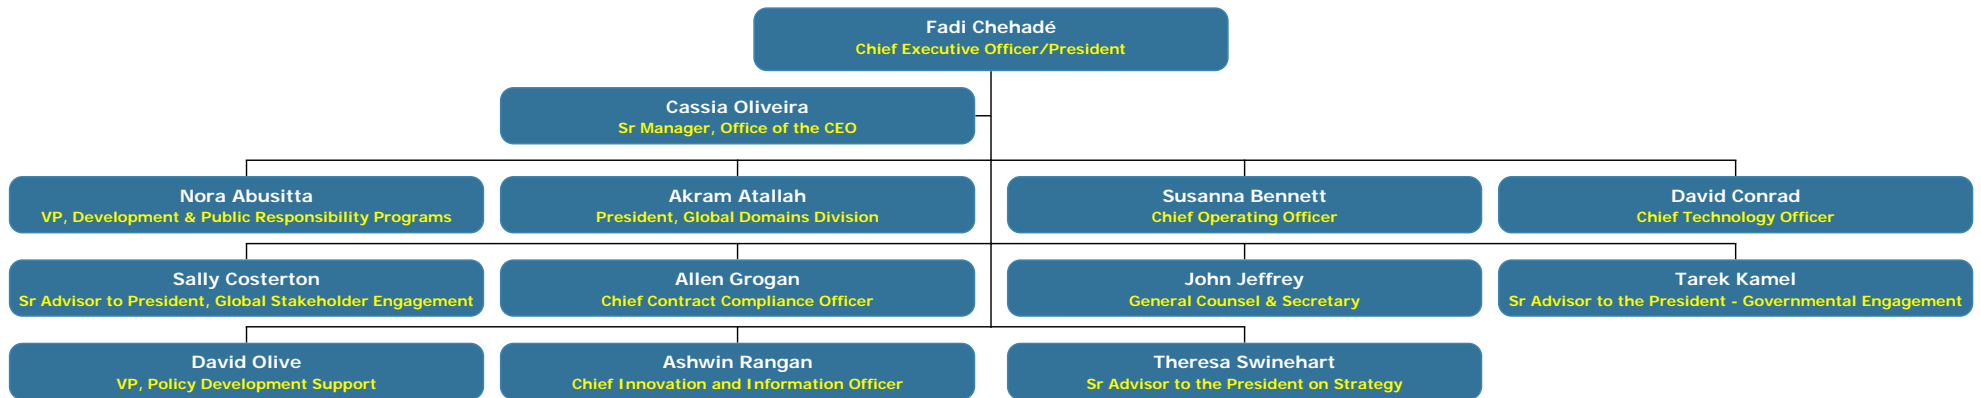 Fadi Chehadé
Chief Executive Officer/President
Cassia Oliveira
Sr Manager, Office of the CEO
Nora Abusitta
VP, Development & Public Responsibility Programs
Akram Atallah
President, Global Domains Division
Susanna Bennett
Chief Operating Officer
David Conrad
Chief Technology Officer
Sally Costerton
Sr Advisor to President, Global Stakeholder Engagement
Allen Grogan
Chief Contract Compliance Officer
John Jeffrey
General Counsel & Secretary
Tarek Kamel
Sr Advisor to the President - Governmental Engagement
David Olive
VP, Policy Development Support
Ashwin Rangan
Chief Innovation and Information Officer
Theresa Swinehart
Sr Advisor to the President on Strategy